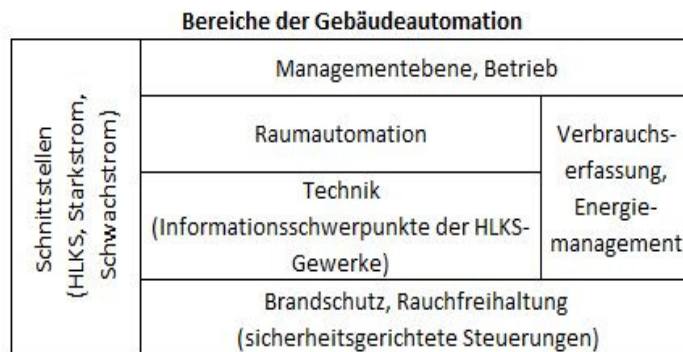 Bereiche der Gebäudeautomation
Schnittstellen
(HLKS, Starkstrom,
Schwachstrom)
Managementebene, Betrieb
Raumautomation
Technik
(Informationsschwerpunkte der HLKS-
Gewerke)
Verbrauchs-
erfassung,
Energie-
management
Brandschutz, Rauchfreihaltung
(sicherheitsgerichtete Steuerungen)